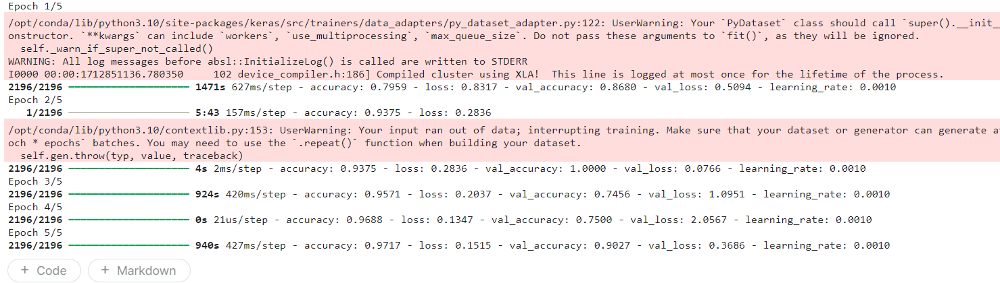 Epoch 1/5
/opt/conda/lib/python3.10/site-packages/keras/src/trainers/data_adapters/py_dataset_adapter.py:122: UserWarning: Your `PyDataset` class should call `super().__init__
onstructor. `**kwargs` can include `workers`, `use_multiprocessing`, `max_queue_size`. Do not pass these arguments to `fit()`, as they will be ignored.
self._warn_if_super_not_called()
WARNING: All log messages before absl::InitializeLog() is called are written to STDERR
I0000 00:00:1712851136.780350     102 device_compiler.h:186] Compiled cluster using XLA!  This line is logged at most once for the lifetime of the process.
2196/2196 ━━━━━━━━━━━━━━━━━━━━ 1471s 627ms/step - accuracy: 0.7959 - loss: 0.8317 - val_accuracy: 0.8680 - val_loss: 0.5094 - learning_rate: 0.0010
Epoch 2/5
1/2196 ━━━━━━━━━━━━━━━━━━━━ 5:43 157ms/step - accuracy: 0.9375 - loss: 0.2836
/opt/conda/lib/python3.10/contextlib.py:153: UserWarning: Your input ran out of data; interrupting training. Make sure that your dataset or generator can generate at
och * epochs` batches. You may need to use the `.repeat()` function when building your dataset.
self.gen.throw(typ, value, traceback)
2196/2196 ━━━━━━━━━━━━━━━━━━━━ 4s 2ms/step - accuracy: 0.9375 - loss: 0.2836 - val_accuracy: 1.0000 - val_loss: 0.0766 - learning_rate: 0.0010
Epoch 3/5
2196/2196 ━━━━━━━━━━━━━━━━━━━━ 924s 420ms/step - accuracy: 0.9571 - loss: 0.2037 - val_accuracy: 0.7456 - val_loss: 1.0951 - learning_rate: 0.0010
Epoch 4/5
2196/2196 ━━━━━━━━━━━━━━━━━━━━ 0s 21us/step - accuracy: 0.9688 - loss: 0.1347 - val_accuracy: 0.7500 - val_loss: 2.0567 - learning_rate: 0.0010
Epoch 5/5
2196/2196 ━━━━━━━━━━━━━━━━━━━━ 940s 427ms/step - accuracy: 0.9717 - loss: 0.1515 - val_accuracy: 0.9027 - val_loss: 0.3686 - learning_rate: 0.0010
+ Code + Markdown